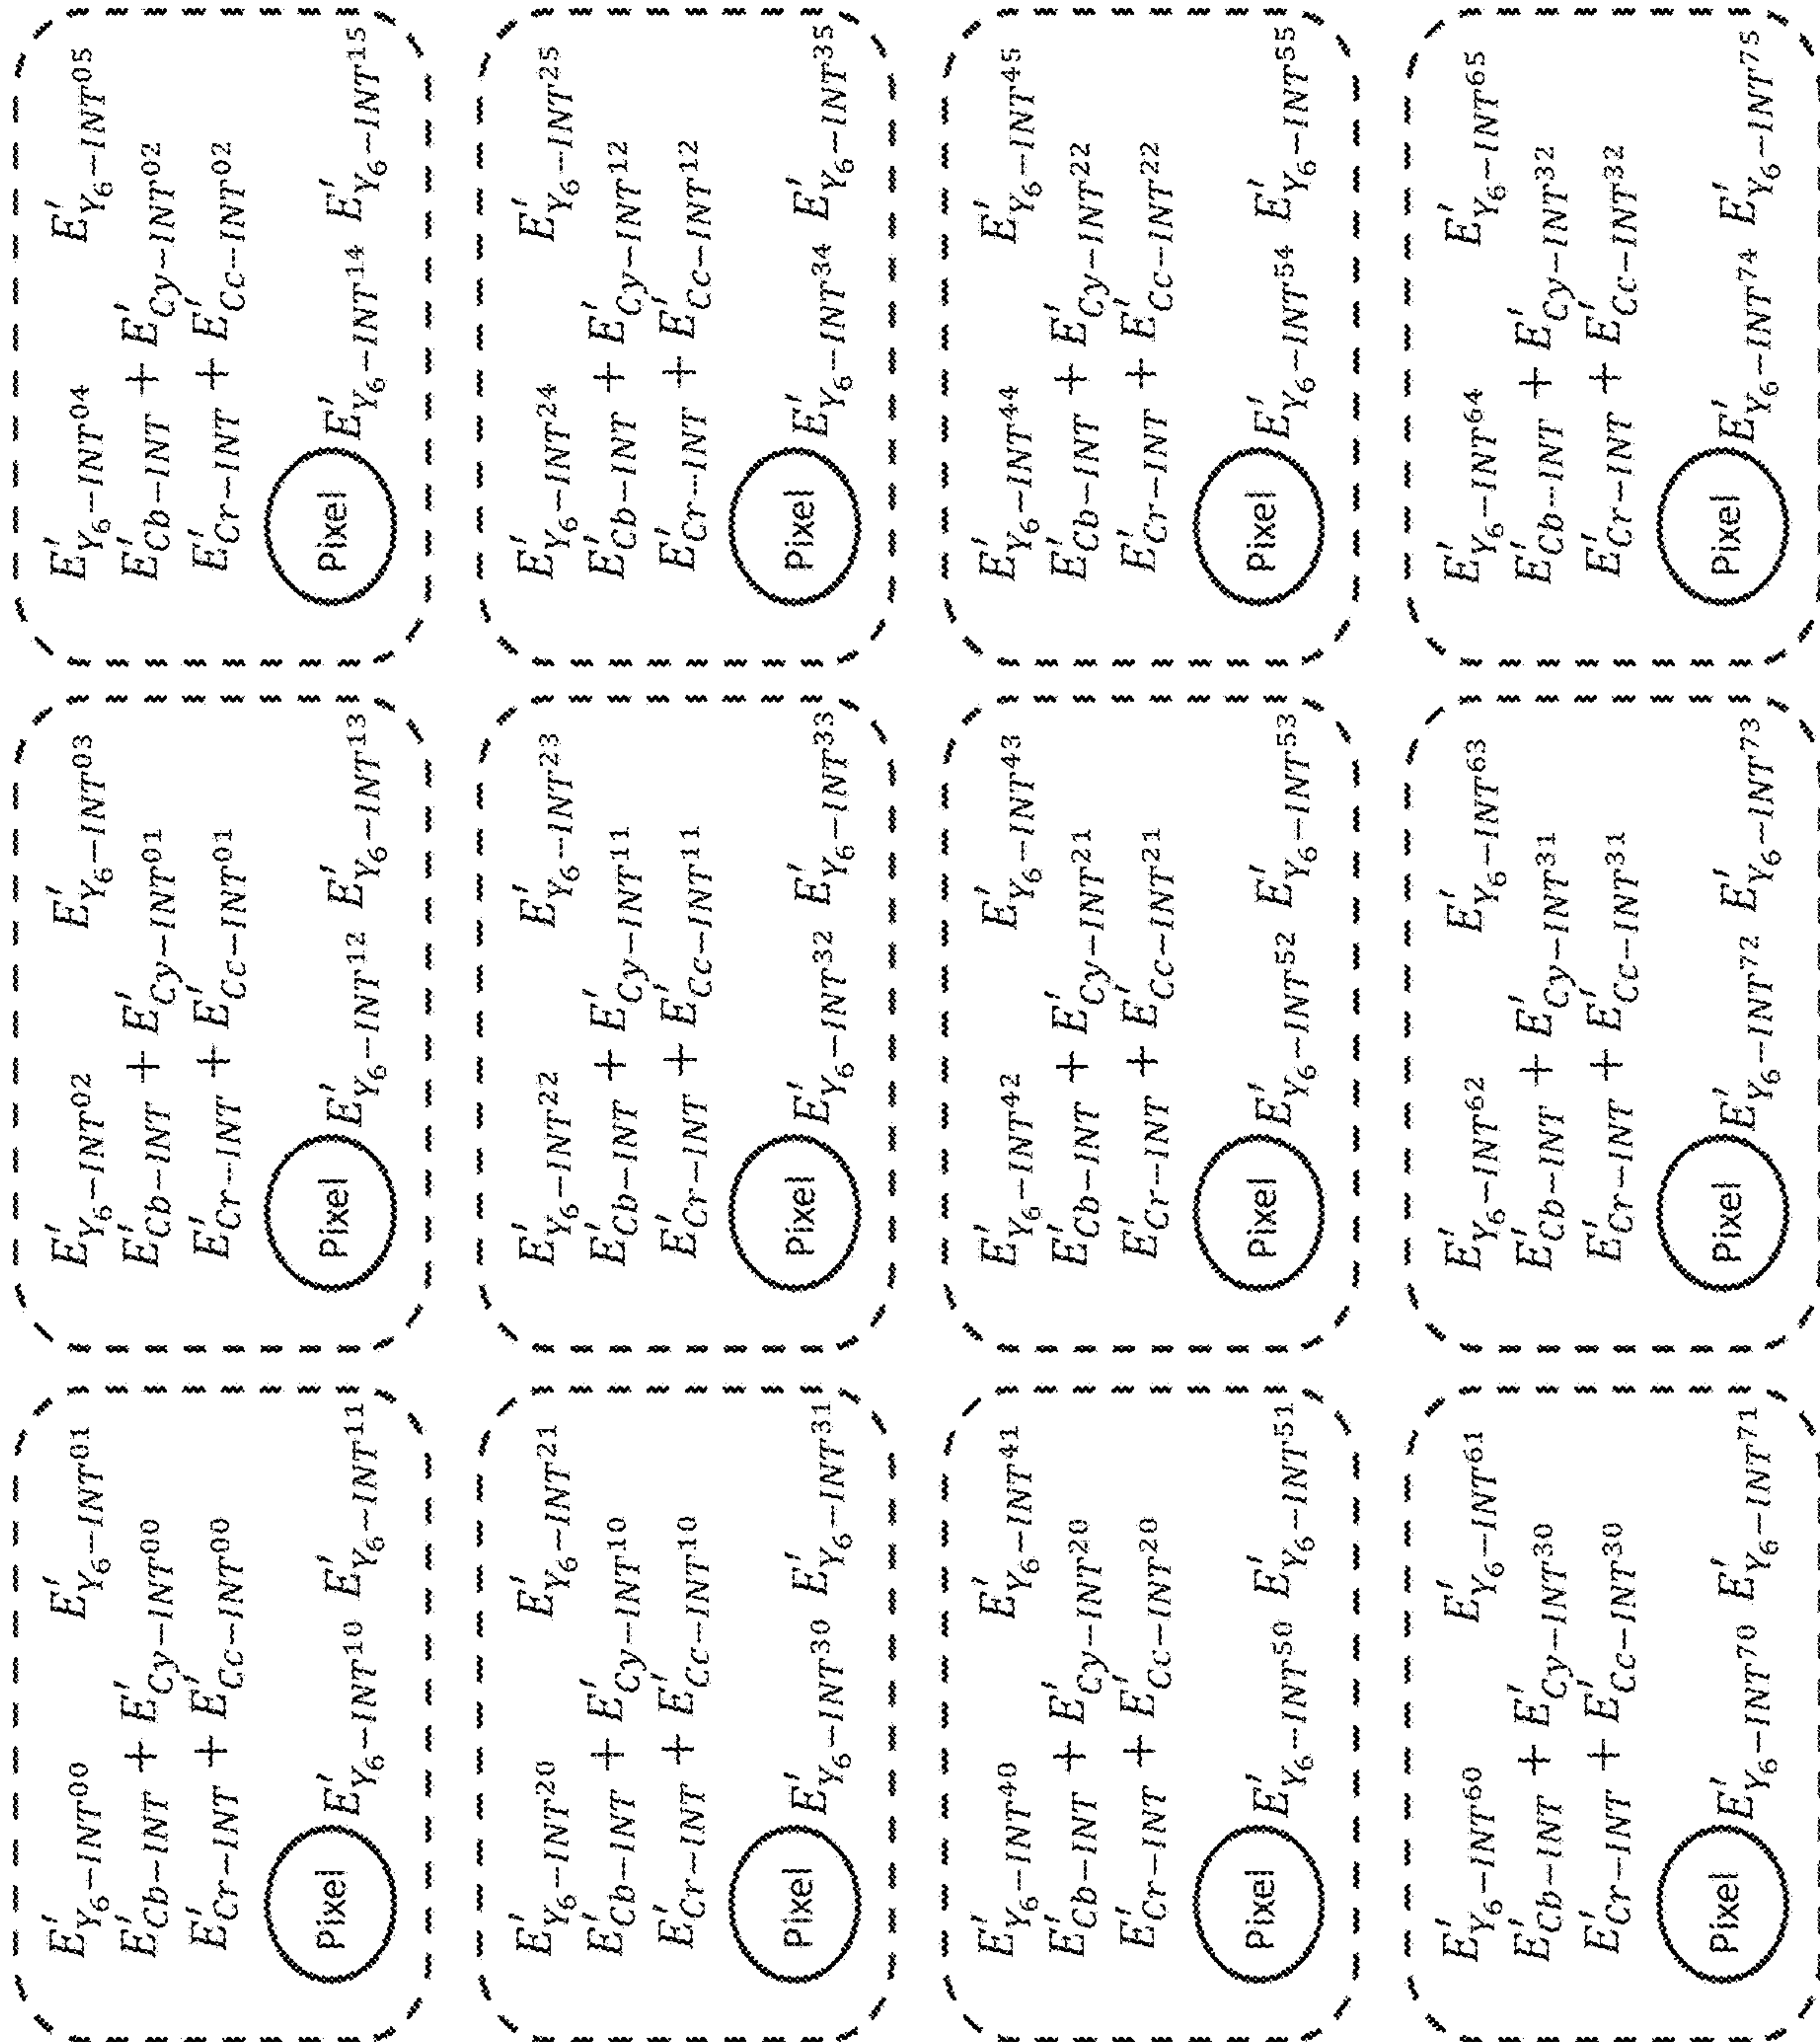 E′Y₆−INT⁰⁰ E′Y₆−INT⁰¹
E′Cb−INT + E′Cy−INT⁰⁰
E′Cr−INT + E′Cc−INT⁰⁰
Pixel E′Y₆−INT¹⁰ E′Y₆−INT¹¹
E′Y₆−INT⁰² E′Y₆−INT⁰³
E′Cb−INT + E′Cy−INT⁰¹
E′Cr−INT + E′Cc−INT⁰¹
Pixel E′Y₆−INT¹² E′Y₆−INT¹³
E′Y₆−INT⁰⁴ E′Y₆−INT⁰⁵
E′Cb−INT + E′Cy−INT⁰²
E′Cr−INT + E′Cc−INT⁰²
Pixel E′Y₆−INT¹⁴ E′Y₆−INT¹⁵
E′Y₆−INT²⁰ E′Y₆−INT²¹
E′Cb−INT + E′Cy−INT¹⁰
E′Cr−INT + E′Cc−INT¹⁰
Pixel E′Y₆−INT³⁰ E′Y₆−INT³¹
E′Y₆−INT²² E′Y₆−INT²³
E′Cb−INT + E′Cy−INT¹¹
E′Cr−INT + E′Cc−INT¹¹
Pixel E′Y₆−INT³² E′Y₆−INT³³
E′Y₆−INT²⁴ E′Y₆−INT²⁵
E′Cb−INT + E′Cy−INT¹²
E′Cr−INT + E′Cc−INT¹²
Pixel E′Y₆−INT³⁴ E′Y₆−INT³⁵
E′Y₆−INT⁴⁰ E′Y₆−INT⁴¹
E′Cb−INT + E′Cy−INT²⁰
E′Cr−INT + E′Cc−INT²⁰
Pixel E′Y₆−INT⁵⁰ E′Y₆−INT⁵¹
E′Y₆−INT⁴² E′Y₆−INT⁴³
E′Cb−INT + E′Cy−INT²¹
E′Cr−INT + E′Cc−INT²¹
Pixel E′Y₆−INT⁵² E′Y₆−INT⁵³
E′Y₆−INT⁴⁴ E′Y₆−INT⁴⁵
E′Cb−INT + E′Cy−INT²²
E′Cr−INT + E′Cc−INT²²
Pixel E′Y₆−INT⁵⁴ E′Y₆−INT⁵⁵
E′Y₆−INT⁶⁰ E′Y₆−INT⁶¹
E′Cb−INT + E′Cy−INT³⁰
E′Cr−INT + E′Cc−INT³⁰
Pixel E′Y₆−INT⁷⁰ E′Y₆−INT⁷¹
E′Y₆−INT⁶² E′Y₆−INT⁶³
E′Cb−INT + E′Cy−INT³¹
E′Cr−INT + E′Cc−INT³¹
Pixel E′Y₆−INT⁷² E′Y₆−INT⁷³
E′Y₆−INT⁶⁴ E′Y₆−INT⁶⁵
E′Cb−INT + E′Cy−INT³²
E′Cr−INT + E′Cc−INT³²
Pixel E′Y₆−INT⁷⁴ E′Y₆−INT⁷⁵